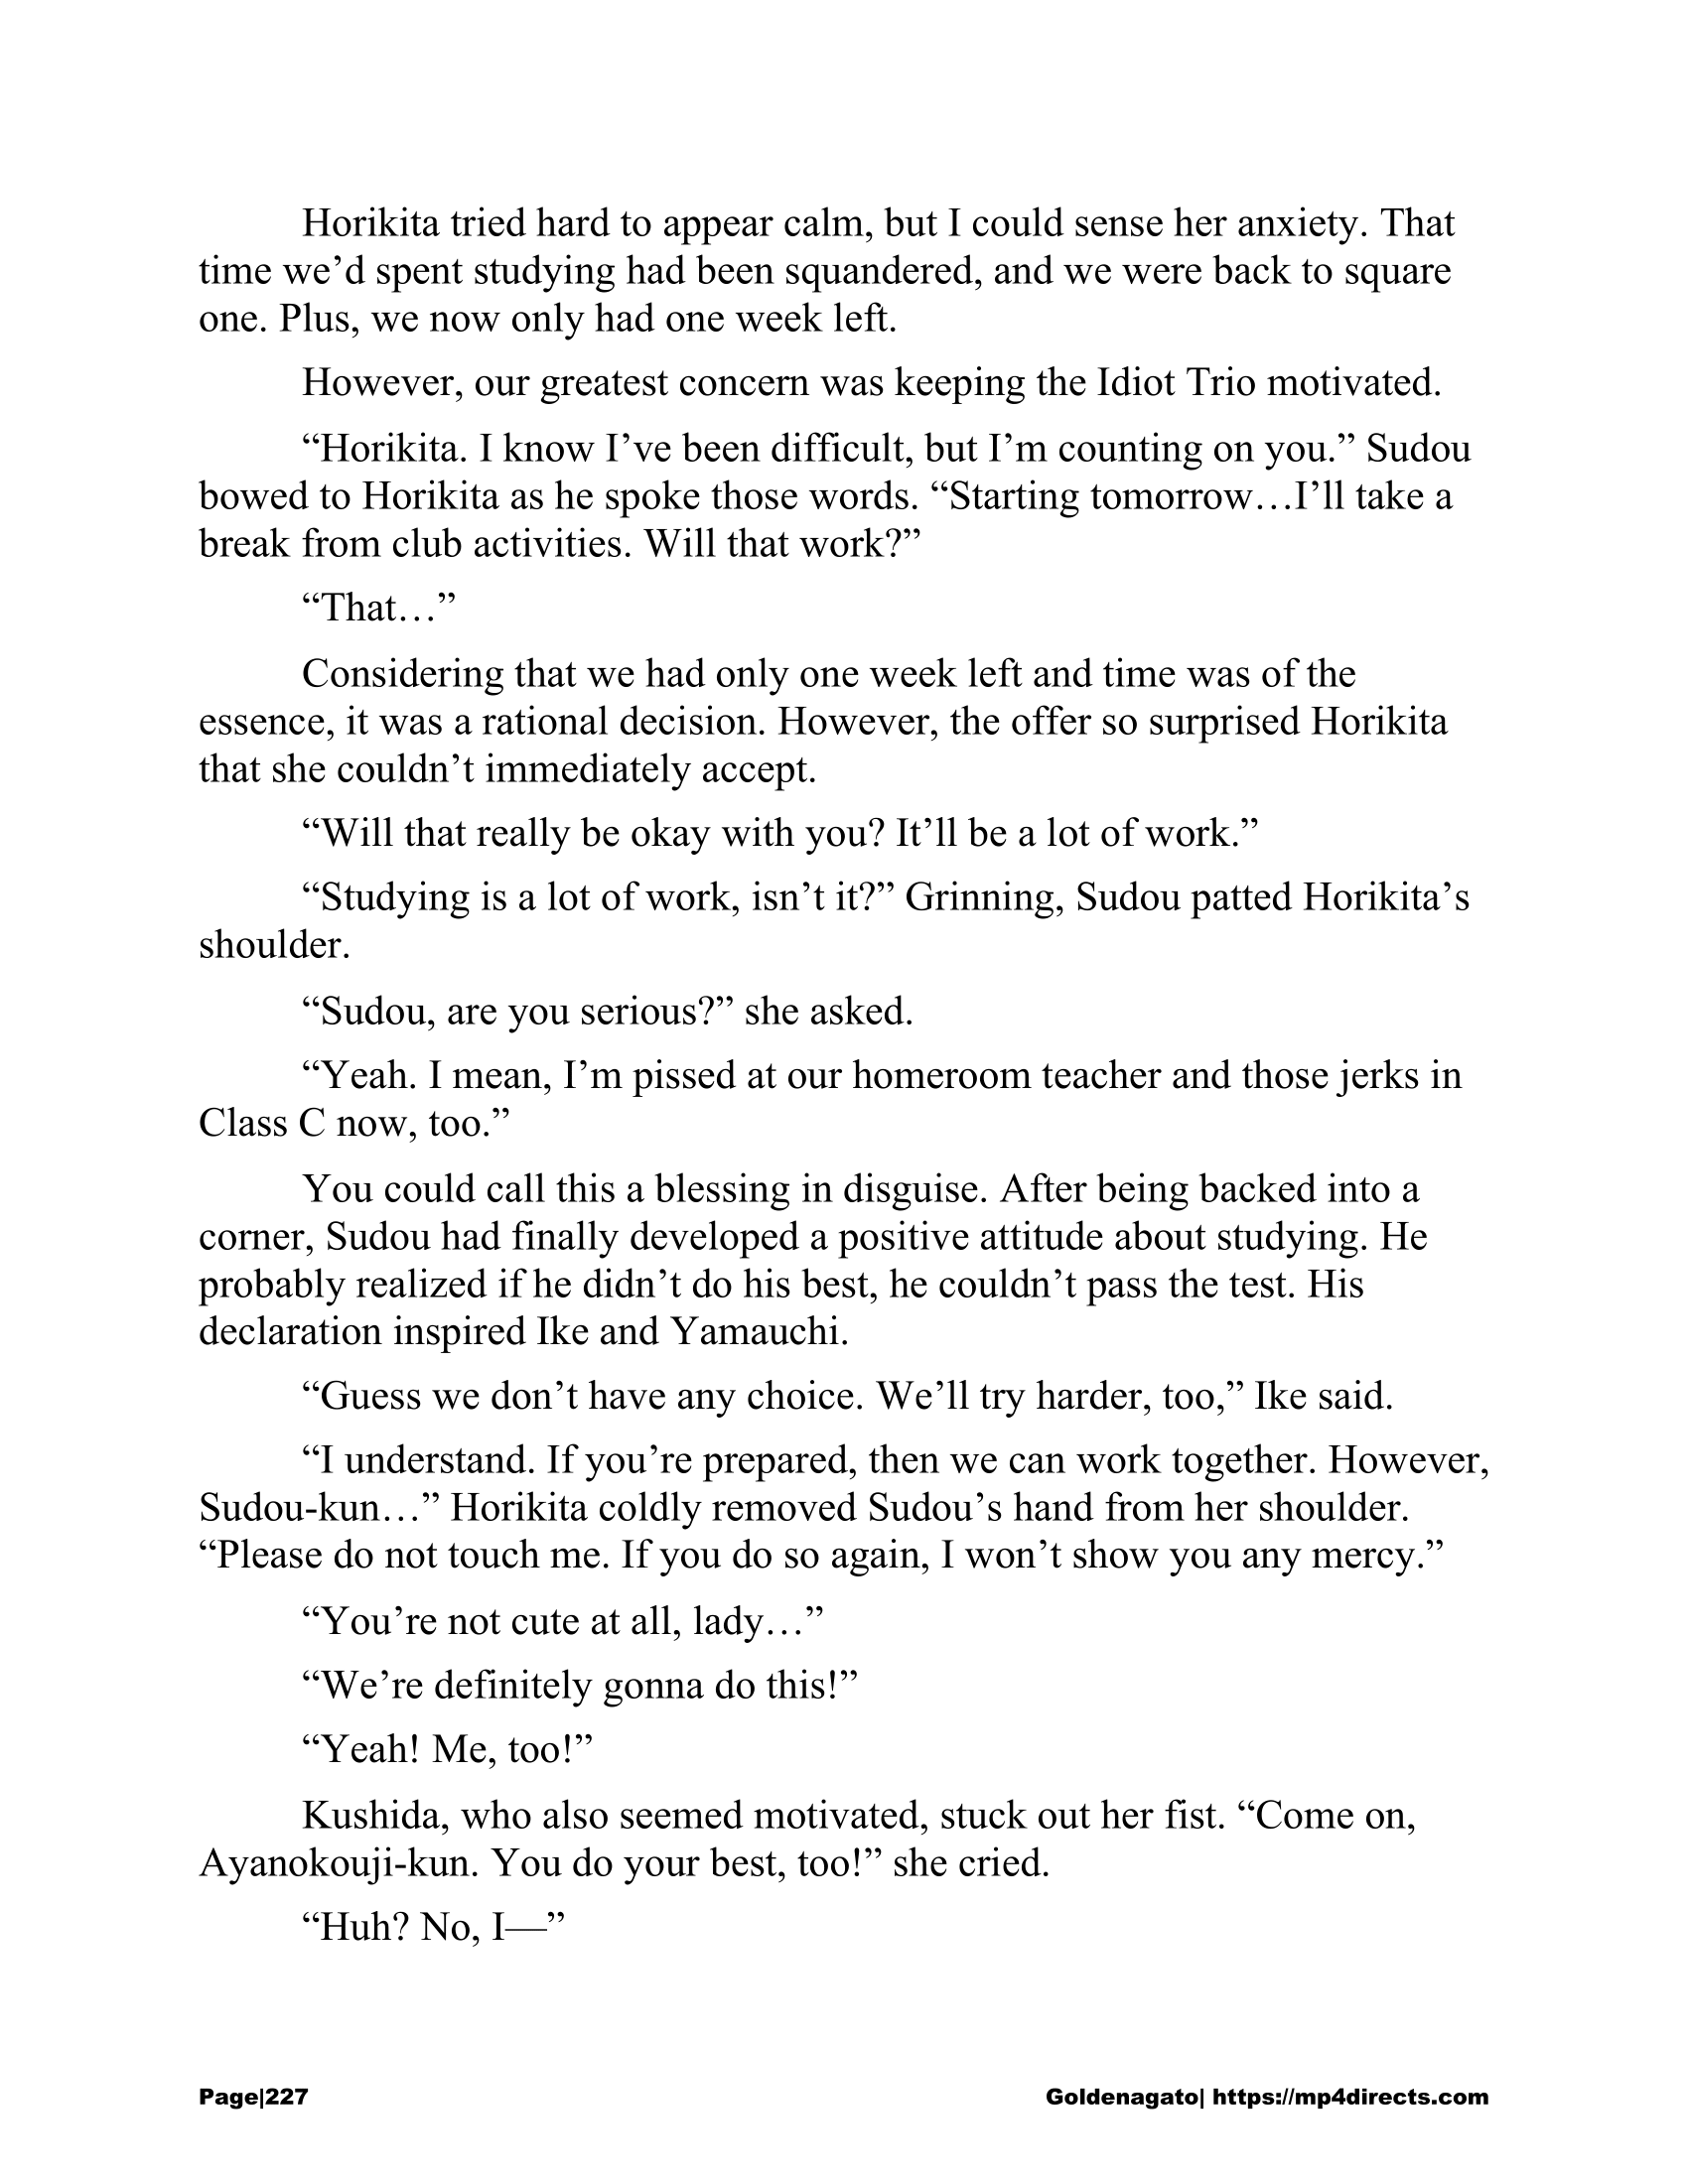 Horikita tried hard to appear calm, but I could sense her anxiety. That
time we’d spent studying had been squandered, and we were back to square
one. Plus, we now only had one week left.
However, our greatest concern was keeping the Idiot Trio motivated.
“Horikita. I know I’ve been difficult, but I’m counting on you.” Sudou
bowed to Horikita as he spoke those words. “Starting tomorrow…I’ll take a
break from club activities. Will that work?”
“That…”
Considering that we had only one week left and time was of the
essence, it was a rational decision. However, the offer so surprised Horikita
that she couldn’t immediately accept.
“Will that really be okay with you? It’ll be a lot of work.”
“Studying is a lot of work, isn’t it?” Grinning, Sudou patted Horikita’s
shoulder.
“Sudou, are you serious?” she asked.
“Yeah. I mean, I’m pissed at our homeroom teacher and those jerks in
Class C now, too.”
You could call this a blessing in disguise. After being backed into a
corner, Sudou had finally developed a positive attitude about studying. He
probably realized if he didn’t do his best, he couldn’t pass the test. His
declaration inspired Ike and Yamauchi.
“Guess we don’t have any choice. We’ll try harder, too,” Ike said.
“I understand. If you’re prepared, then we can work together. However,
Sudou-kun…” Horikita coldly removed Sudou’s hand from her shoulder.
“Please do not touch me. If you do so again, I won’t show you any mercy.”
“You’re not cute at all, lady…”
“We’re definitely gonna do this!”
“Yeah! Me, too!”
Kushida, who also seemed motivated, stuck out her fist. “Come on,
Ayanokouji-kun. You do your best, too!” she cried.
“Huh? No, I—”
Page|227
Goldenagato| https://mp4directs.com